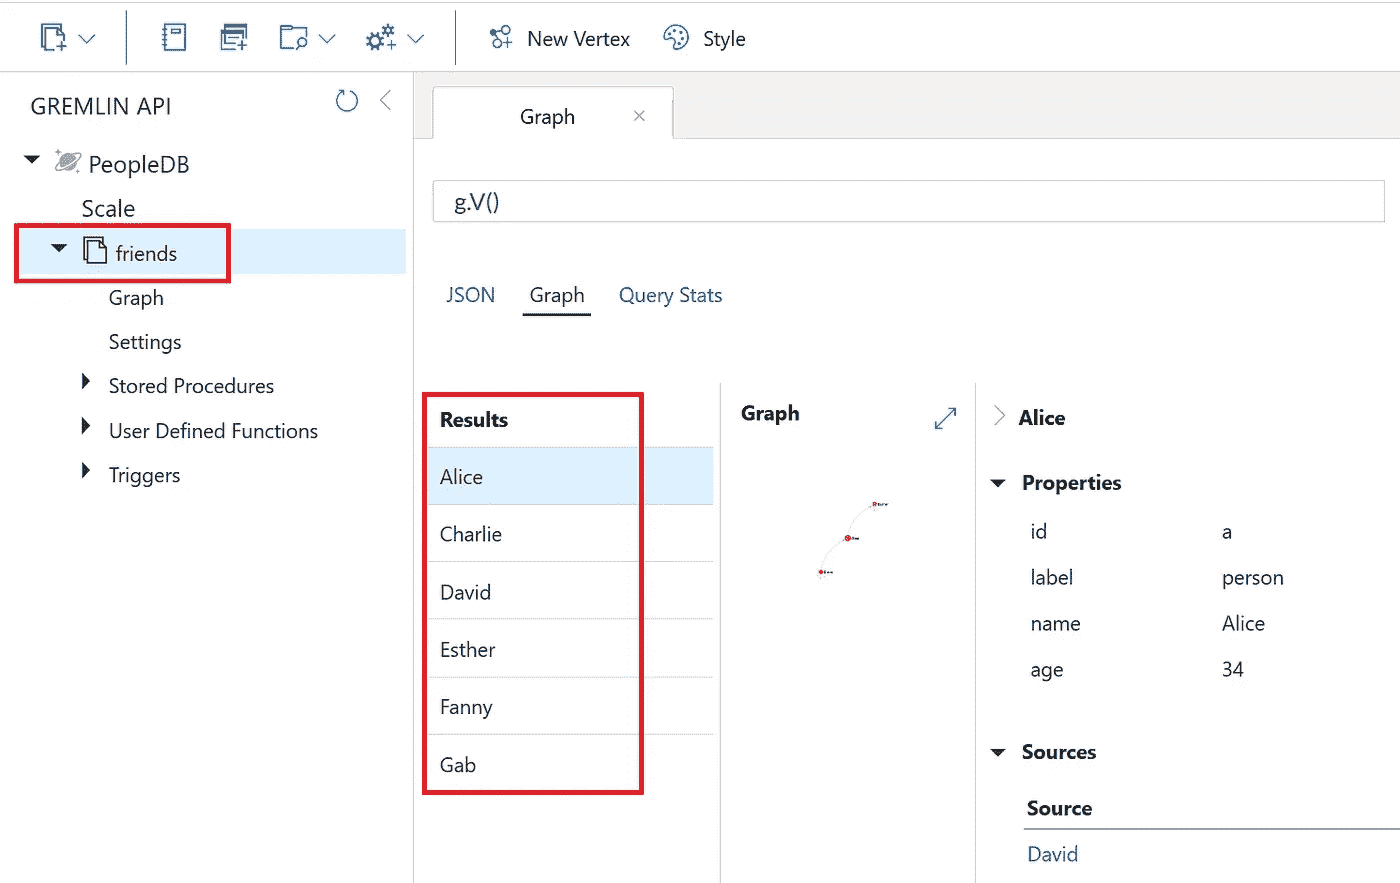 New Vertex
Style
GREMLIN API
PeopleDB
Scale
friends
Graph
Settings
Stored Procedures
User Defined Functions
Triggers
Graph
g.V()
JSON
Graph
Query Stats
Results
Alice
Charlie
David
Esther
Fanny
Gab
Graph
Alice
Properties
id a
label person
name Alice
age 34
Sources
Source
David